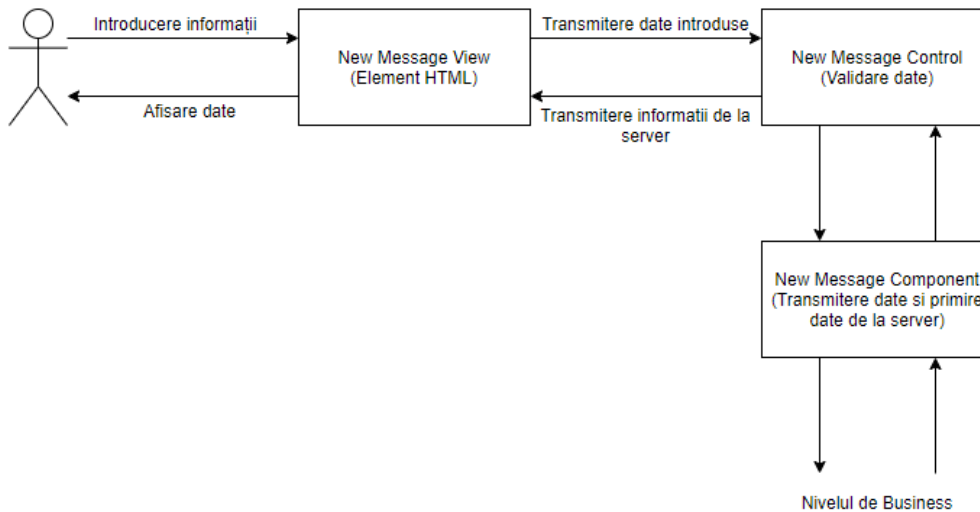 Introducere informații
Transmitere date introduse
New Message View
(Element HTML)
New Message Control
(Validare date)
Afisare date
Transmitere informatii de la
server
New Message Component
(Transmitere date si primire
date de la server)
Nivelul de Business